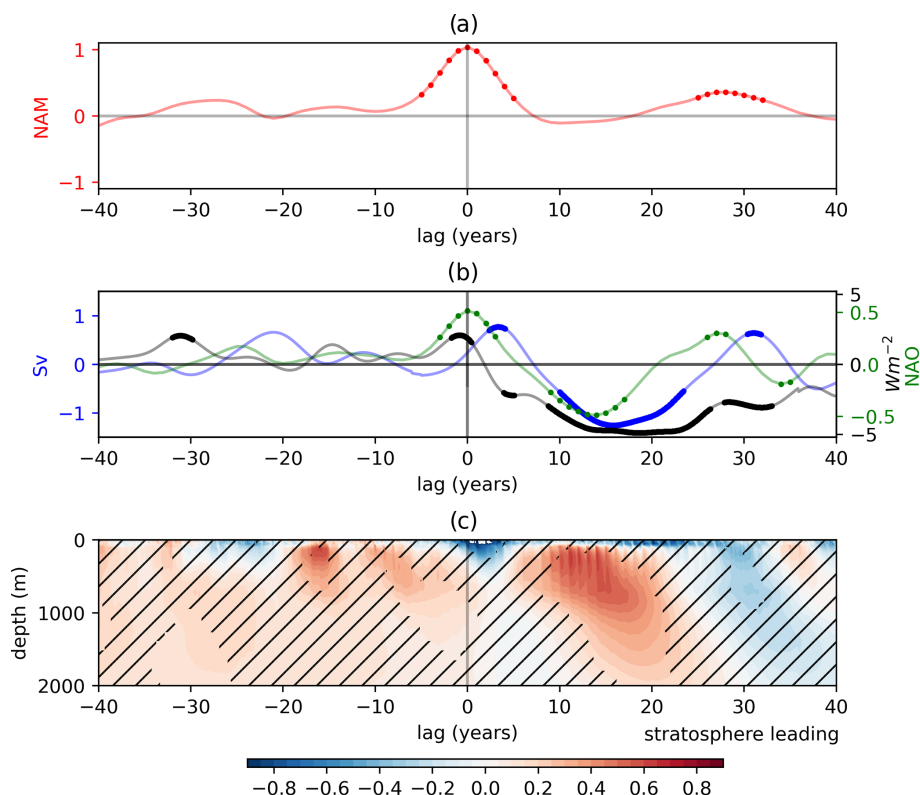 (a)
1
0
−1
NAM
−40 −30 −20 −10 0 10 20 30 40
lag (years)
(b)
1
0
−1
Sv
5
0
−5
Wm⁻²
0.5
0.0
−0.5
NAO
−40 −30 −20 −10 0 10 20 30 40
lag (years)
(c)
0
1000
2000
depth (m)
−40 −30 −20 −10 0 10 20 30 40
lag (years)
stratosphere leading
−0.8 −0.6 −0.4 −0.2 0.0 0.2 0.4 0.6 0.8